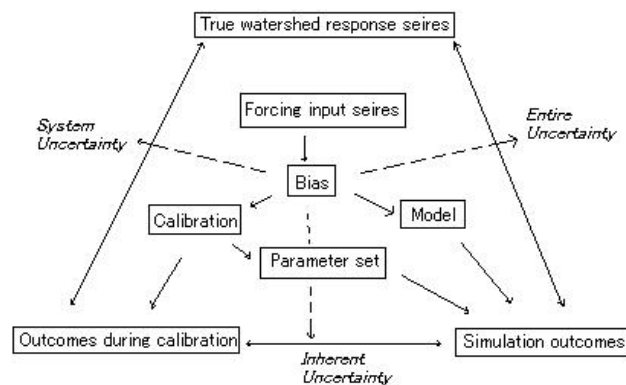 True watershed response seires
Forcing input seires
System
Uncertainty
Entire
Uncertainty
Bias
Calibration
Model
Parameter set
Outcomes during calibration
Simulation outcomes
Inherent
Uncertainty